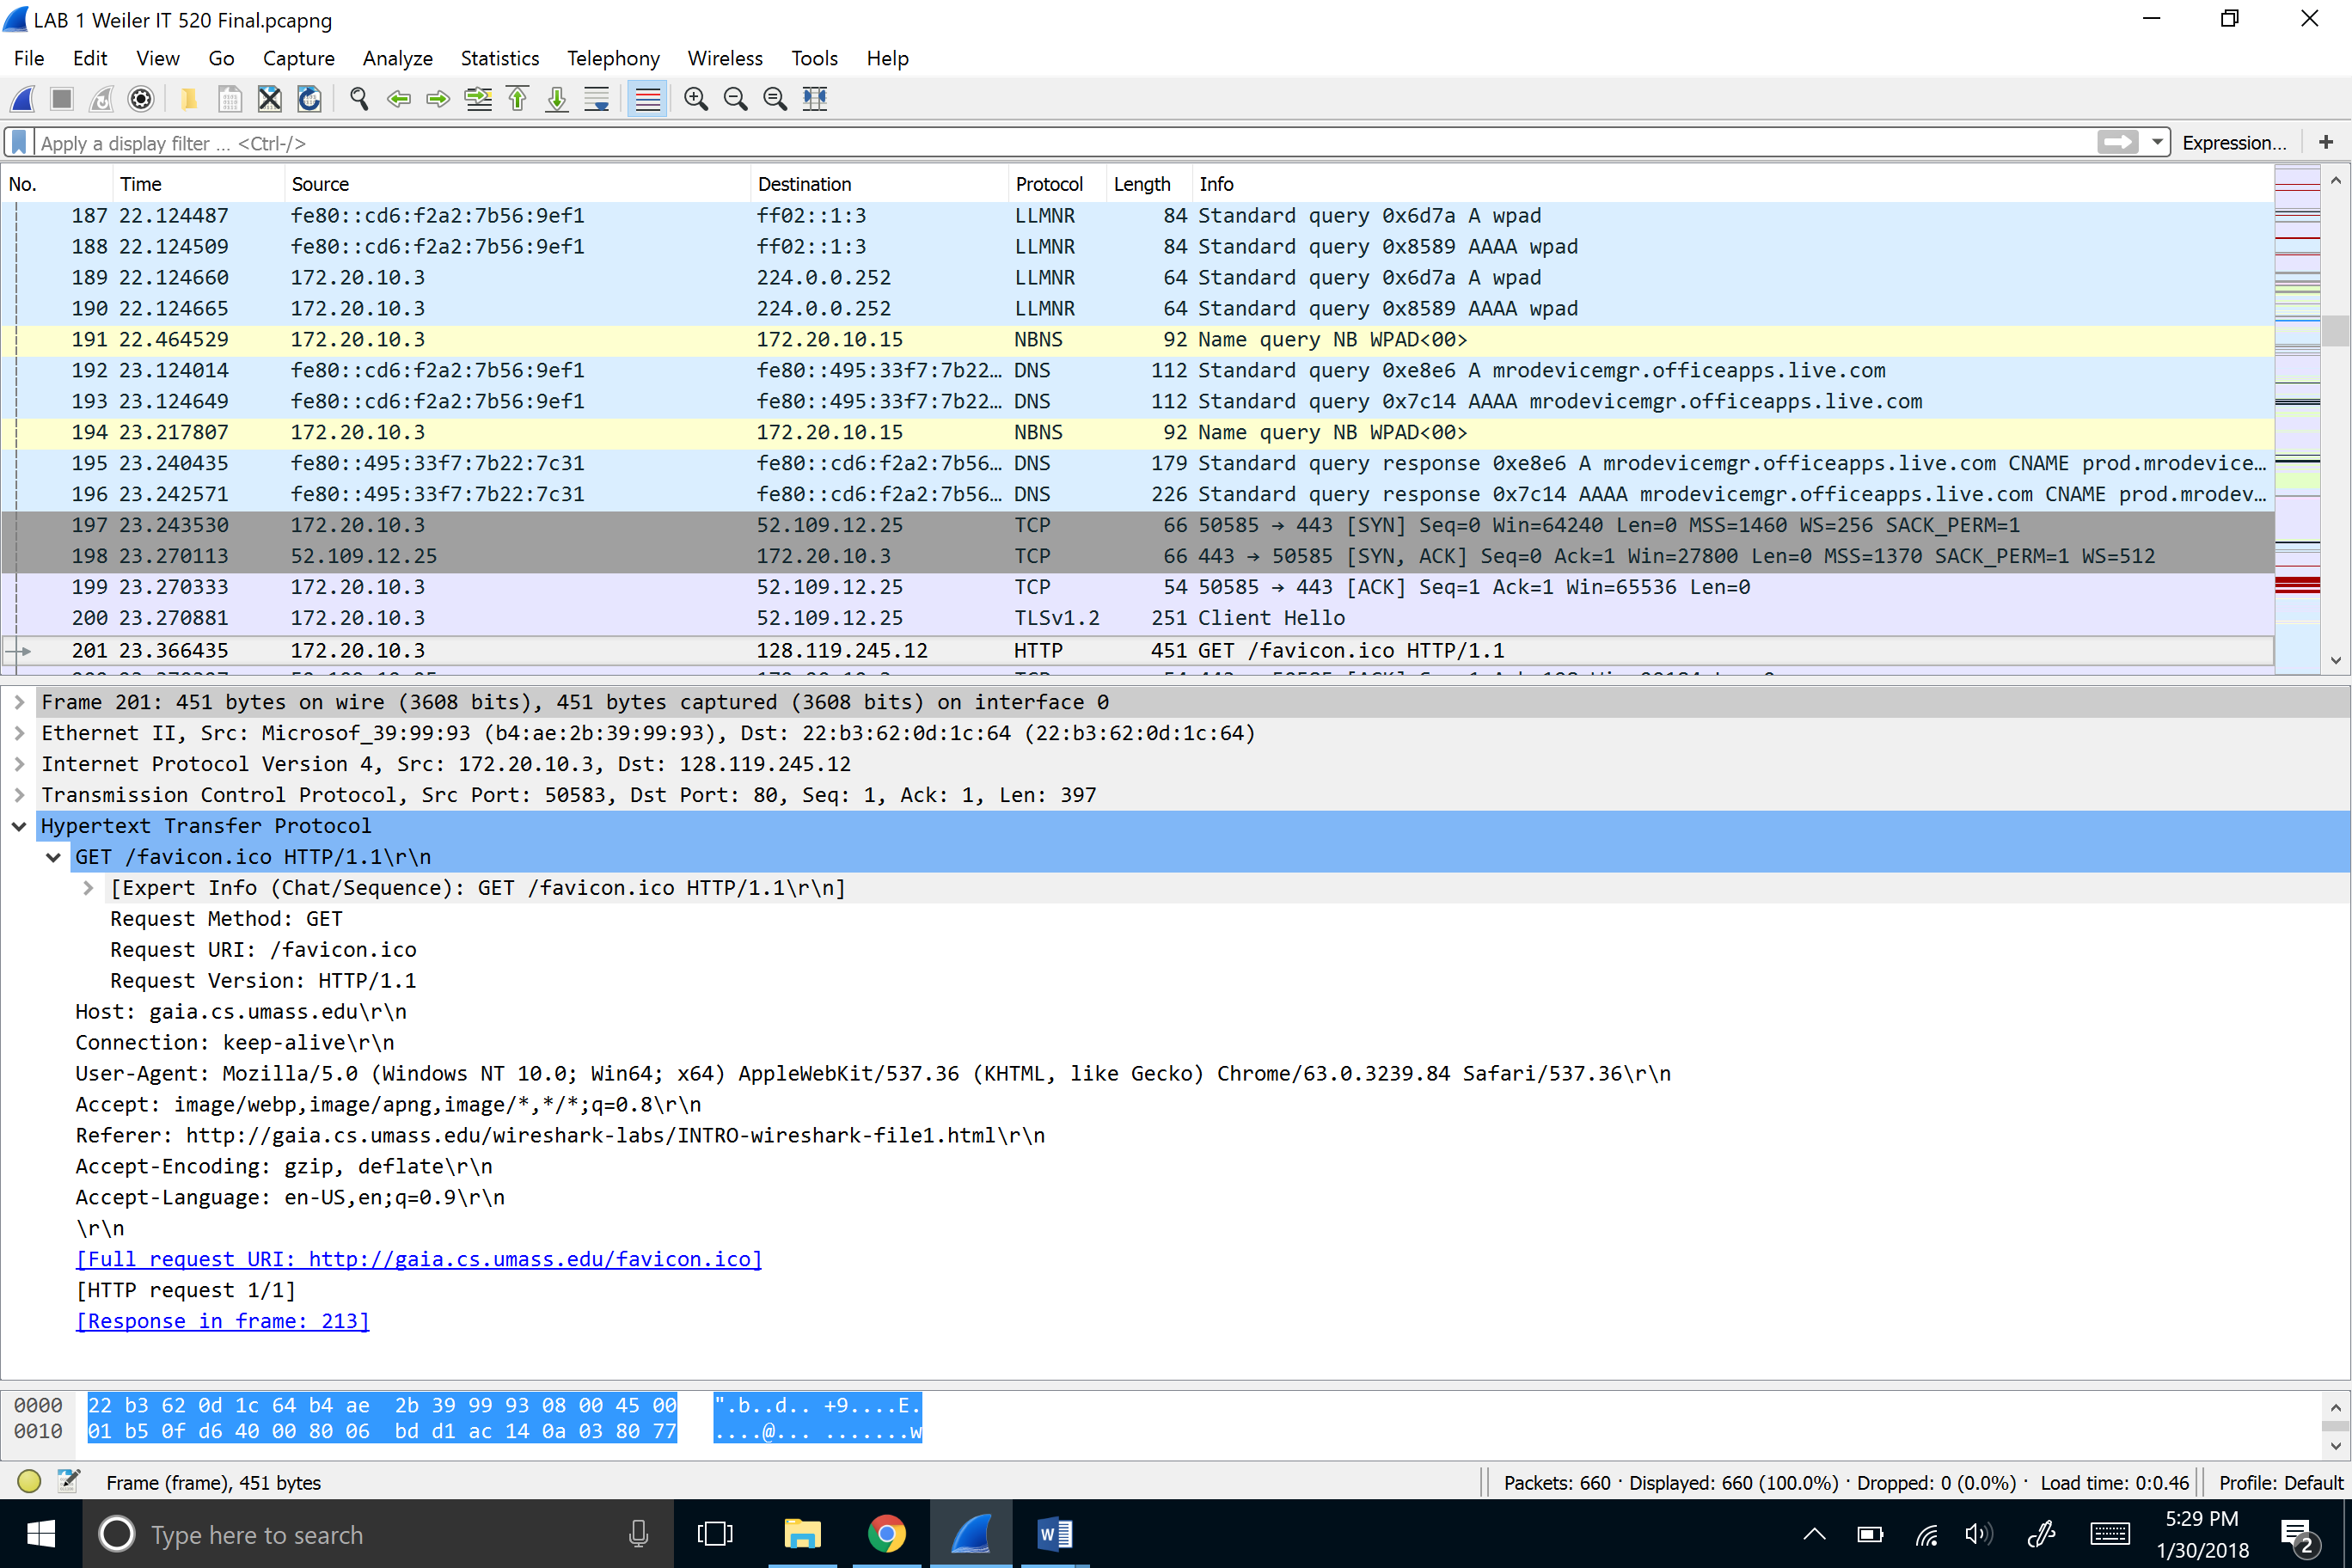 LAB 1 Weiler IT 520 Final.pcapng
File Edit View Go Capture Analyze Statistics Telephony Wireless Tools Help
Apply a display filter ... <Ctrl-/> Expression... +
No. Time Source Destination Protocol Length Info
187 22.124487 fe80::cd6:f2a2:7b56:9ef1 ff02::1:3 LLMNR 84 Standard query 0x6d7a A wpad
188 22.124509 fe80::cd6:f2a2:7b56:9ef1 ff02::1:3 LLMNR 84 Standard query 0x8589 AAAA wpad
189 22.124660 172.20.10.3 224.0.0.252 LLMNR 64 Standard query 0x6d7a A wpad
190 22.124665 172.20.10.3 224.0.0.252 LLMNR 64 Standard query 0x8589 AAAA wpad
191 22.464529 172.20.10.3 172.20.10.15 NBNS 92 Name query NB WPAD<00>
192 23.124014 fe80::cd6:f2a2:7b56:9ef1 fe80::495:33f7:7b22… DNS 112 Standard query 0xe8e6 A mrodevicemgr.officeapps.live.com
193 23.124649 fe80::cd6:f2a2:7b56:9ef1 fe80::495:33f7:7b22… DNS 112 Standard query 0x7c14 AAAA mrodevicemgr.officeapps.live.com
194 23.217807 172.20.10.3 172.20.10.15 NBNS 92 Name query NB WPAD<00>
195 23.240435 fe80::495:33f7:7b22:7c31 fe80::cd6:f2a2:7b56… DNS 179 Standard query response 0xe8e6 A mrodevicemgr.officeapps.live.com CNAME prod.mrodevice…
196 23.242571 fe80::495:33f7:7b22:7c31 fe80::cd6:f2a2:7b56… DNS 226 Standard query response 0x7c14 AAAA mrodevicemgr.officeapps.live.com CNAME prod.mrodev…
197 23.243530 172.20.10.3 52.109.12.25 TCP 66 50585 → 443 [SYN] Seq=0 Win=64240 Len=0 MSS=1460 WS=256 SACK_PERM=1
198 23.270113 52.109.12.25 172.20.10.3 TCP 66 443 → 50585 [SYN, ACK] Seq=0 Ack=1 Win=27800 Len=0 MSS=1370 SACK_PERM=1 WS=512
199 23.270333 172.20.10.3 52.109.12.25 TCP 54 50585 → 443 [ACK] Seq=1 Ack=1 Win=65536 Len=0
200 23.270881 172.20.10.3 52.109.12.25 TLSv1.2 251 Client Hello
201 23.366435 172.20.10.3 128.119.245.12 HTTP 451 GET /favicon.ico HTTP/1.1
Frame 201: 451 bytes on wire (3608 bits), 451 bytes captured (3608 bits) on interface 0
Ethernet II, Src: Microsof_39:99:93 (b4:ae:2b:39:99:93), Dst: 22:b3:62:0d:1c:64 (22:b3:62:0d:1c:64)
Internet Protocol Version 4, Src: 172.20.10.3, Dst: 128.119.245.12
Transmission Control Protocol, Src Port: 50583, Dst Port: 80, Seq: 1, Ack: 1, Len: 397
Hypertext Transfer Protocol
GET /favicon.ico HTTP/1.1\r\n
[Expert Info (Chat/Sequence): GET /favicon.ico HTTP/1.1\r\n]
Request Method: GET
Request URI: /favicon.ico
Request Version: HTTP/1.1
Host: gaia.cs.umass.edu\r\n
Connection: keep-alive\r\n
User-Agent: Mozilla/5.0 (Windows NT 10.0; Win64; x64) AppleWebKit/537.36 (KHTML, like Gecko) Chrome/63.0.3239.84 Safari/537.36\r\n
Accept: image/webp,image/apng,image/*,*/*;q=0.8\r\n
Referer: http://gaia.cs.umass.edu/wireshark-labs/INTRO-wireshark-file1.html\r\n
Accept-Encoding: gzip, deflate\r\n
Accept-Language: en-US,en;q=0.9\r\n
\r\n
[Full request URI: http://gaia.cs.umass.edu/favicon.ico]
[HTTP request 1/1]
[Response in frame: 213]
0000 22 b3 62 0d 1c 64 b4 ae 2b 39 99 93 08 00 45 00 ".b..d.. +9....E.
0010 01 b5 0f d6 40 00 80 06 bd d1 ac 14 0a 03 80 77 ....@... .......w
Frame (frame), 451 bytes Packets: 660 · Displayed: 660 (100.0%) · Dropped: 0 (0.0%) · Load time: 0:0.46 Profile: Default
Type here to search
5:29 PM
1/30/2018
2